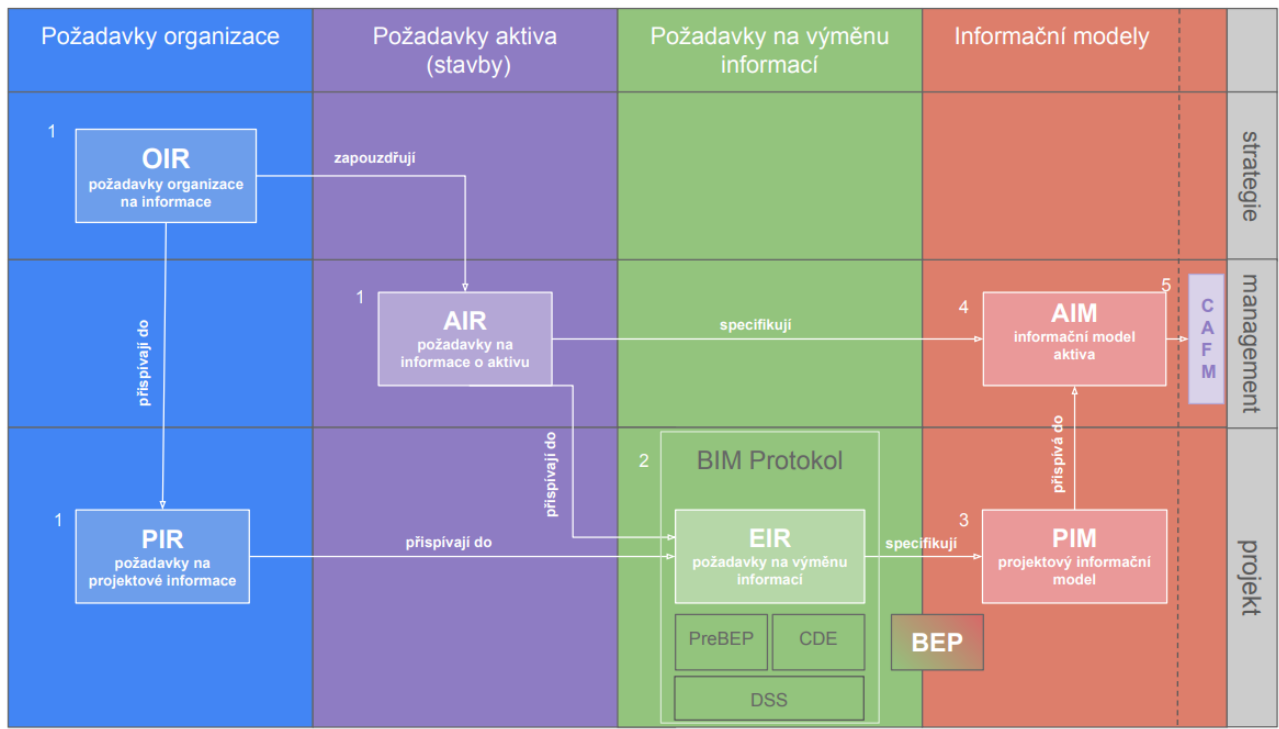 Požadavky organizace
Požadavky aktiva
(stavby)
Požadavky na výměnu
informací
Informační modely
strategie
1
OIR
požadavky organizace
na informace
zapouzdřují
přispívají do
management
1
AIR
požadavky na
informace o aktivu
specifikují
4
AIM
informační model
aktiva
5
C
A
F
M
přispívají do
přispívá do
projekt
1
PIR
požadavky na
projektové informace
přispívají do
2
BIM Protokol
EIR
požadavky na výměnu
informací
specifikují
3
PIM
projektový informační
model
PreBEP
CDE
DSS
BEP